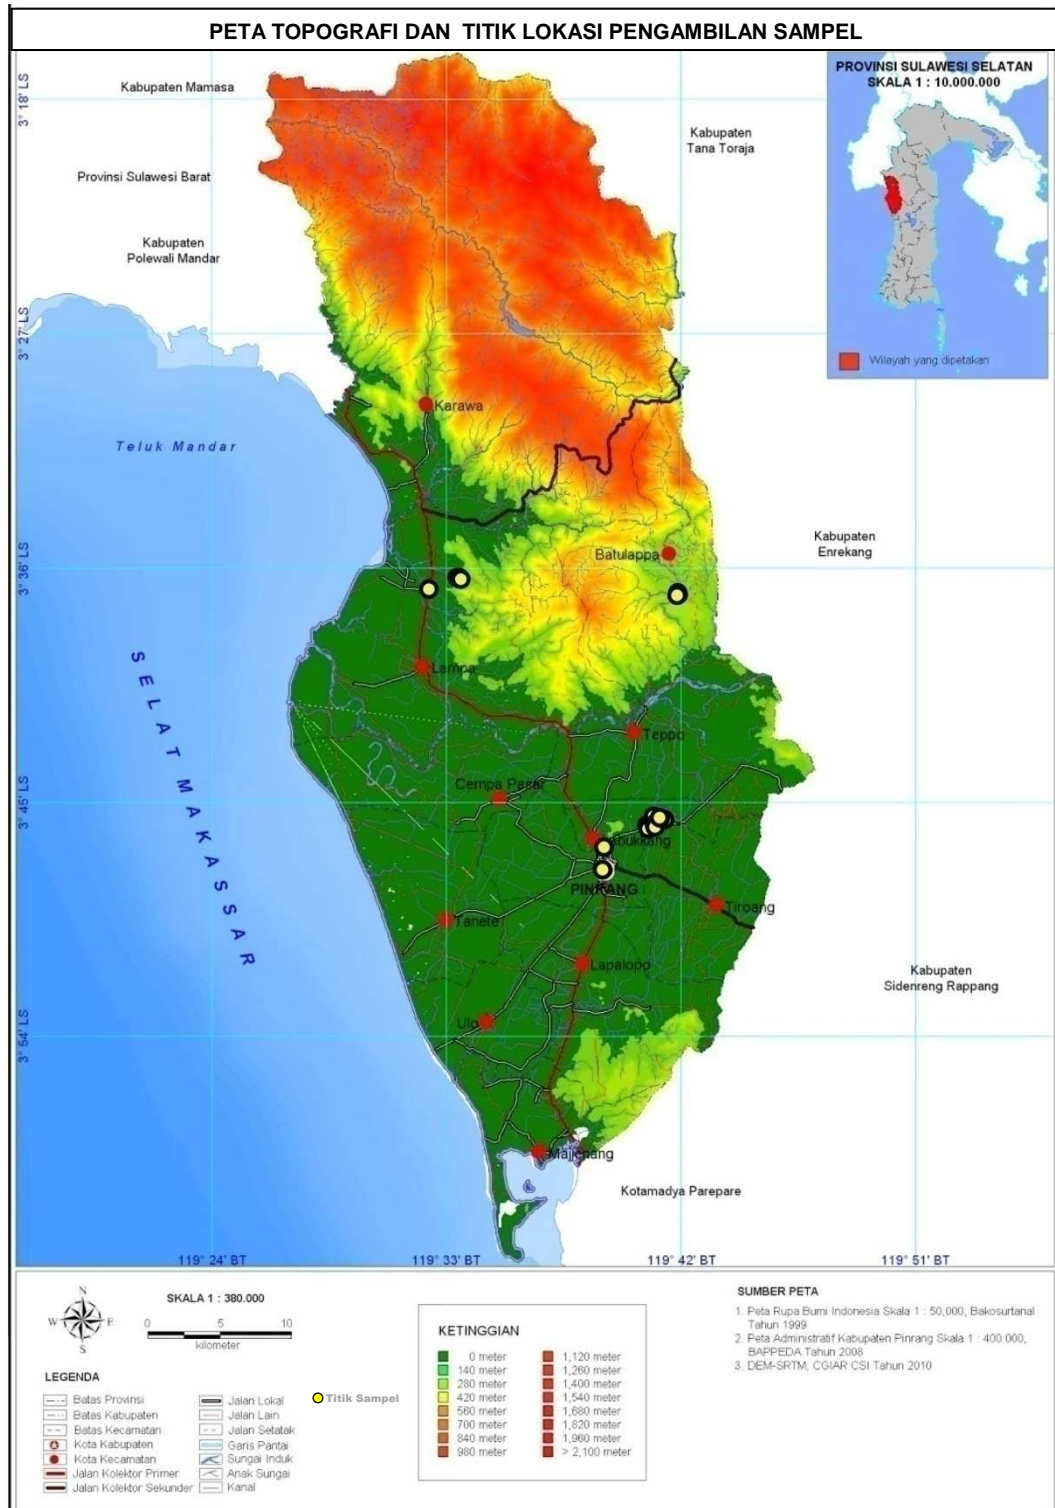 PETA TOPOGRAFI DAN TITIK LOKASI PENGAMBILAN SAMPEL
PROVINSI SULAWESI SELATAN
SKALA 1 : 10.000.000
Wilayah yang dipetakan
Kabupaten Mamasa
Kabupaten
Tana Toraja
Provinsi Sulawesi Barat
Kabupaten
Polewali Mandar
3° 18' LS
3° 27' LS
Karawa
Teluk Mandar
Kabupaten
Enrekang
Batulappa
3° 36' LS
Lampa
SELAT MAKASSAR
Teppo
Cempa Pasar
3° 45' LS
bukkang
PINRANG
Tiroang
Tanete
Lapalopo
Kabupaten
Sidenreng Rappang
Ulo
3° 54' LS
Majjenang
Kotamadya Parepare
119° 24' BT
119° 33' BT
119° 42' BT
119° 51' BT
N
W
E
S
SKALA 1 : 380.000
0 5 10
kilometer
LEGENDA
Batas Provinsi
Batas Kabupaten
Batas Kecamatan
Kota Kabupaten
Kota Kecamatan
Jalan Kolektor Primer
Jalan Kolektor Sekunder
Jalan Lokal
Jalan Lain
Jalan Setatak
Garis Pantai
Sungai Induk
Anak Sungai
Kanal
Titik Sampel
KETINGGIAN
0 meter
140 meter
280 meter
420 meter
560 meter
700 meter
840 meter
980 meter
1,120 meter
1,260 meter
1,400 meter
1,540 meter
1,680 meter
1,820 meter
1,960 meter
> 2,100 meter
SUMBER PETA
1. Peta Rupa Bumi Indonesia Skala 1 : 50,000, Bakosurtanal
Tahun 1999
2. Peta Administratif Kabupaten Pinrang Skala 1 : 400.000,
BAPPEDA Tahun 2008
3. DEM-SRTM, CGIAR CSI Tahun 2010